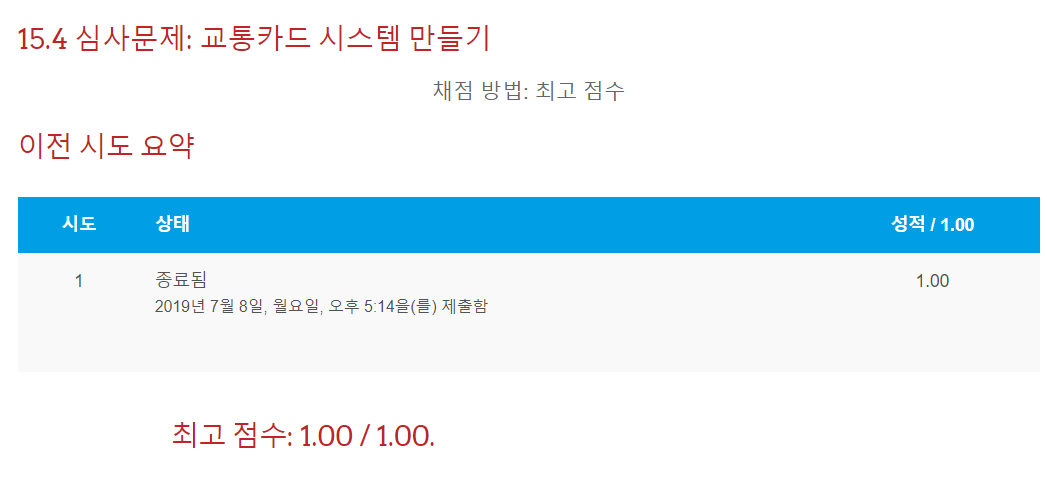 15.4 심사문제: 교통카드 시스템 만들기
채점 방법: 최고 점수
이전 시도 요약
시도 상태 성적 / 1.00
1 종료됨 1.00
2019년 7월 8일, 월요일, 오후 5:14을(를) 제출함
최고 점수: 1.00 / 1.00.